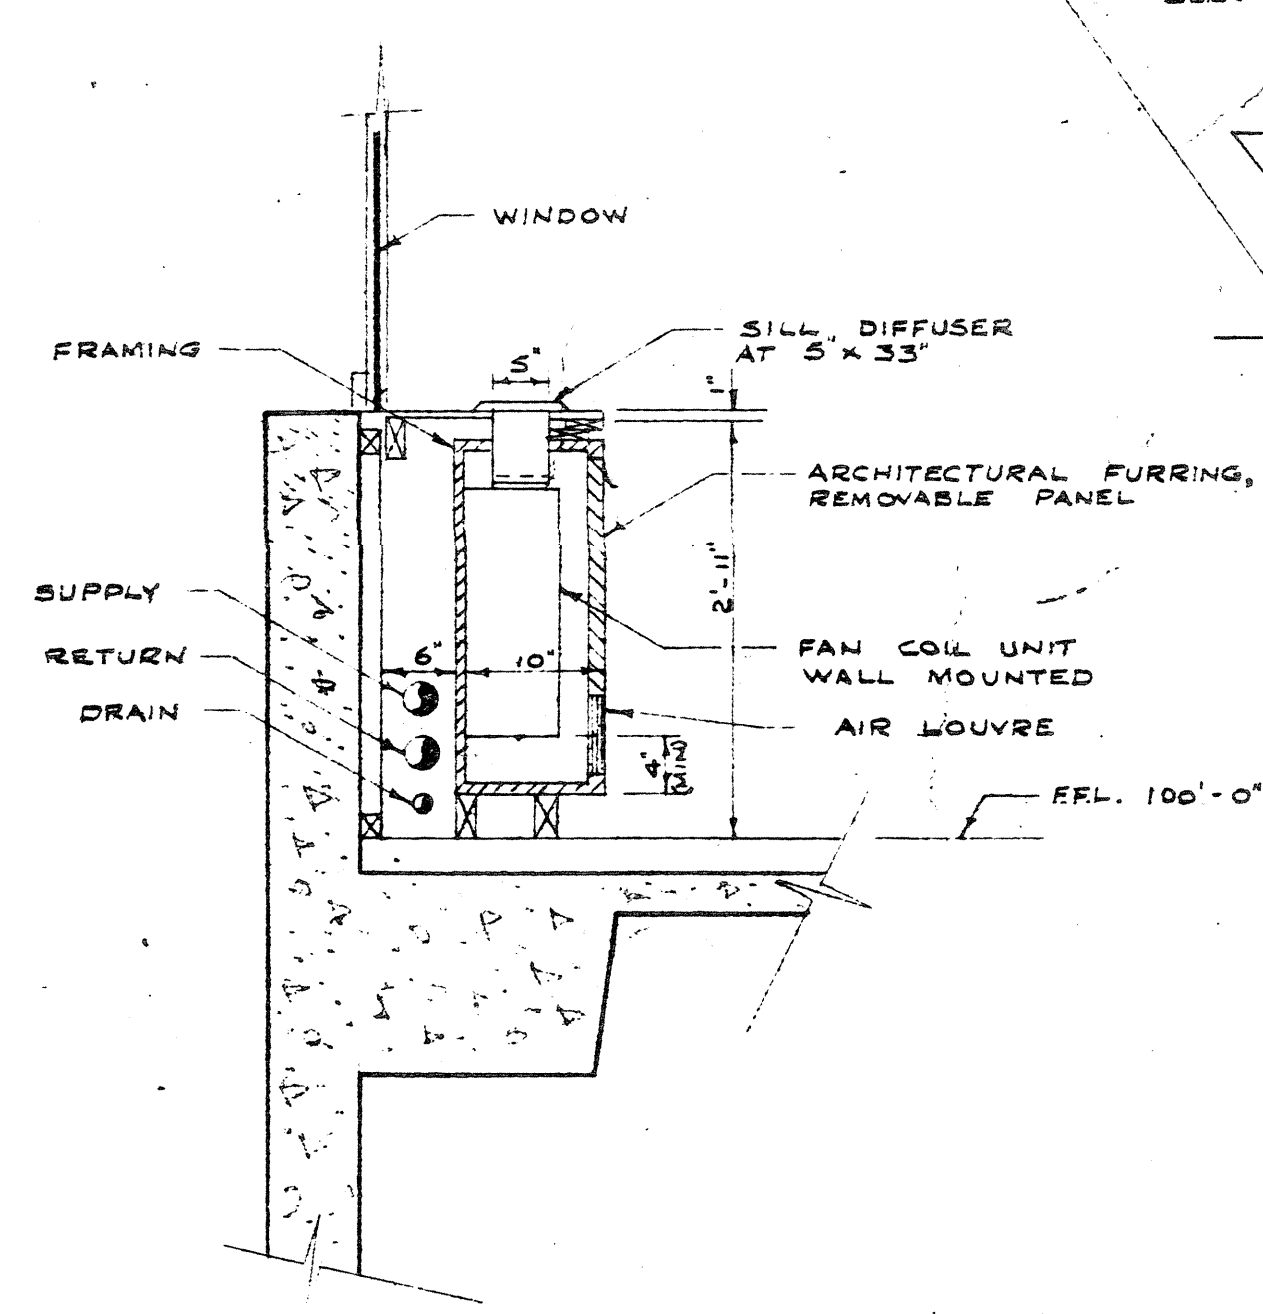 WINDOW
SILL DIFFUSER
AT 5" x 33"
FRAMING
5"
1"
ARCHITECTURAL FURRING,
REMOVABLE PANEL
2'-11"
SUPPLY
RETURN
DRAIN
6"
10"
FAN COIL UNIT
WALL MOUNTED
AIR LOUVRE
4"
(MIN)
F.F.L. 100'-0"